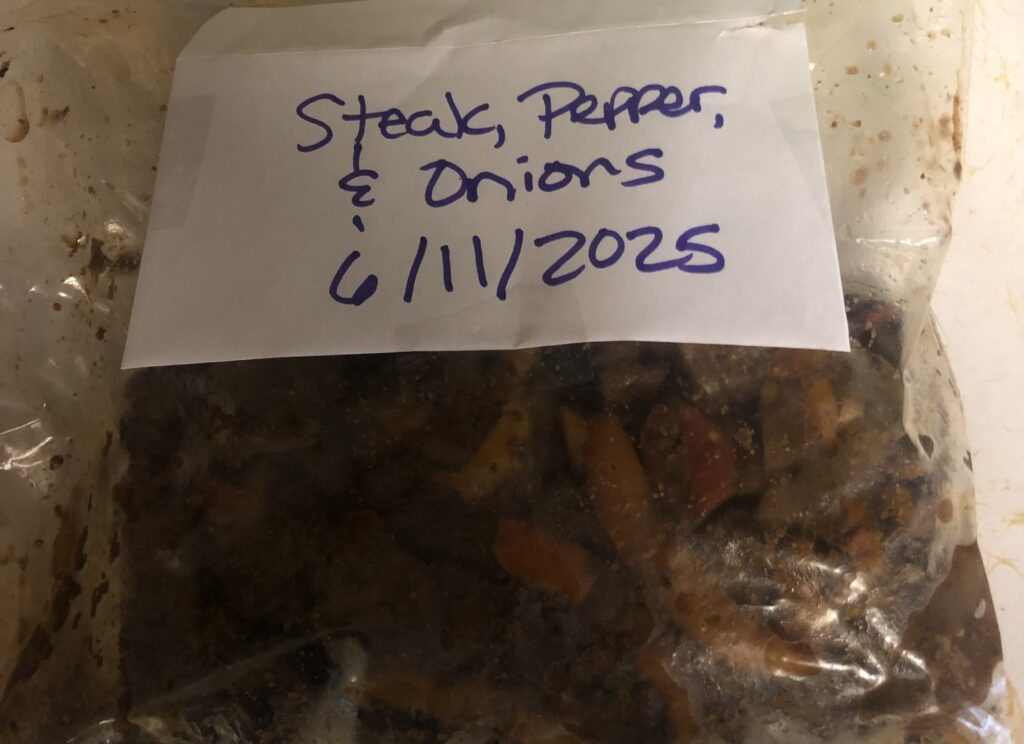 Steak, Pepper,
& Onions
6/11/2025